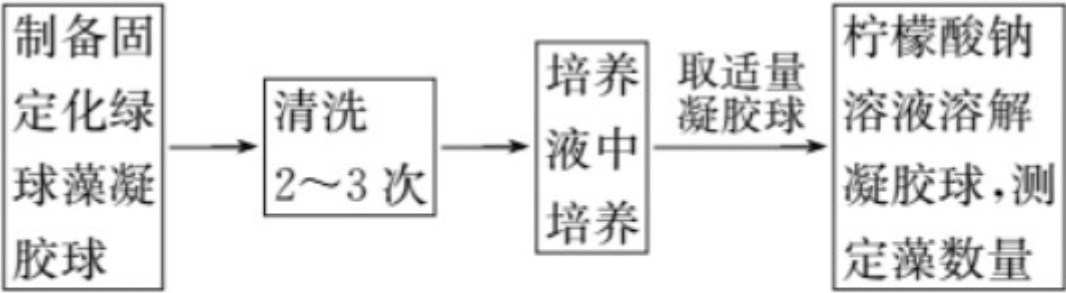 制备固
定化绿
球藻凝
胶球
清洗
2～3 次
培养
液中
培养
取适量
凝胶球
柠檬酸钠
溶液溶解
凝胶球,测
定藻数量